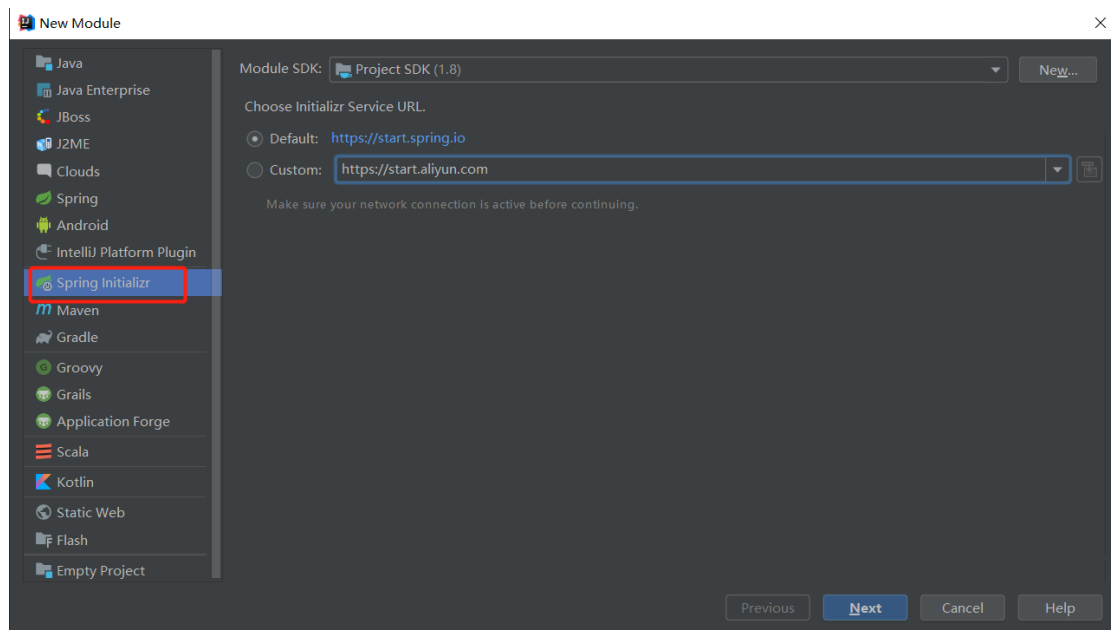 New Module
Java
Java Enterprise
JBoss
J2ME
Clouds
Spring
Android
IntelliJ Platform Plugin
Spring Initializr
Maven
Gradle
Groovy
Grails
Application Forge
Scala
Kotlin
Static Web
Flash
Empty Project
Module SDK: Project SDK (1.8) New...
Choose Initializr Service URL.
Default: https://start.spring.io
Custom: https://start.aliyun.com
Make sure your network connection is active before continuing.
Previous Next Cancel Help